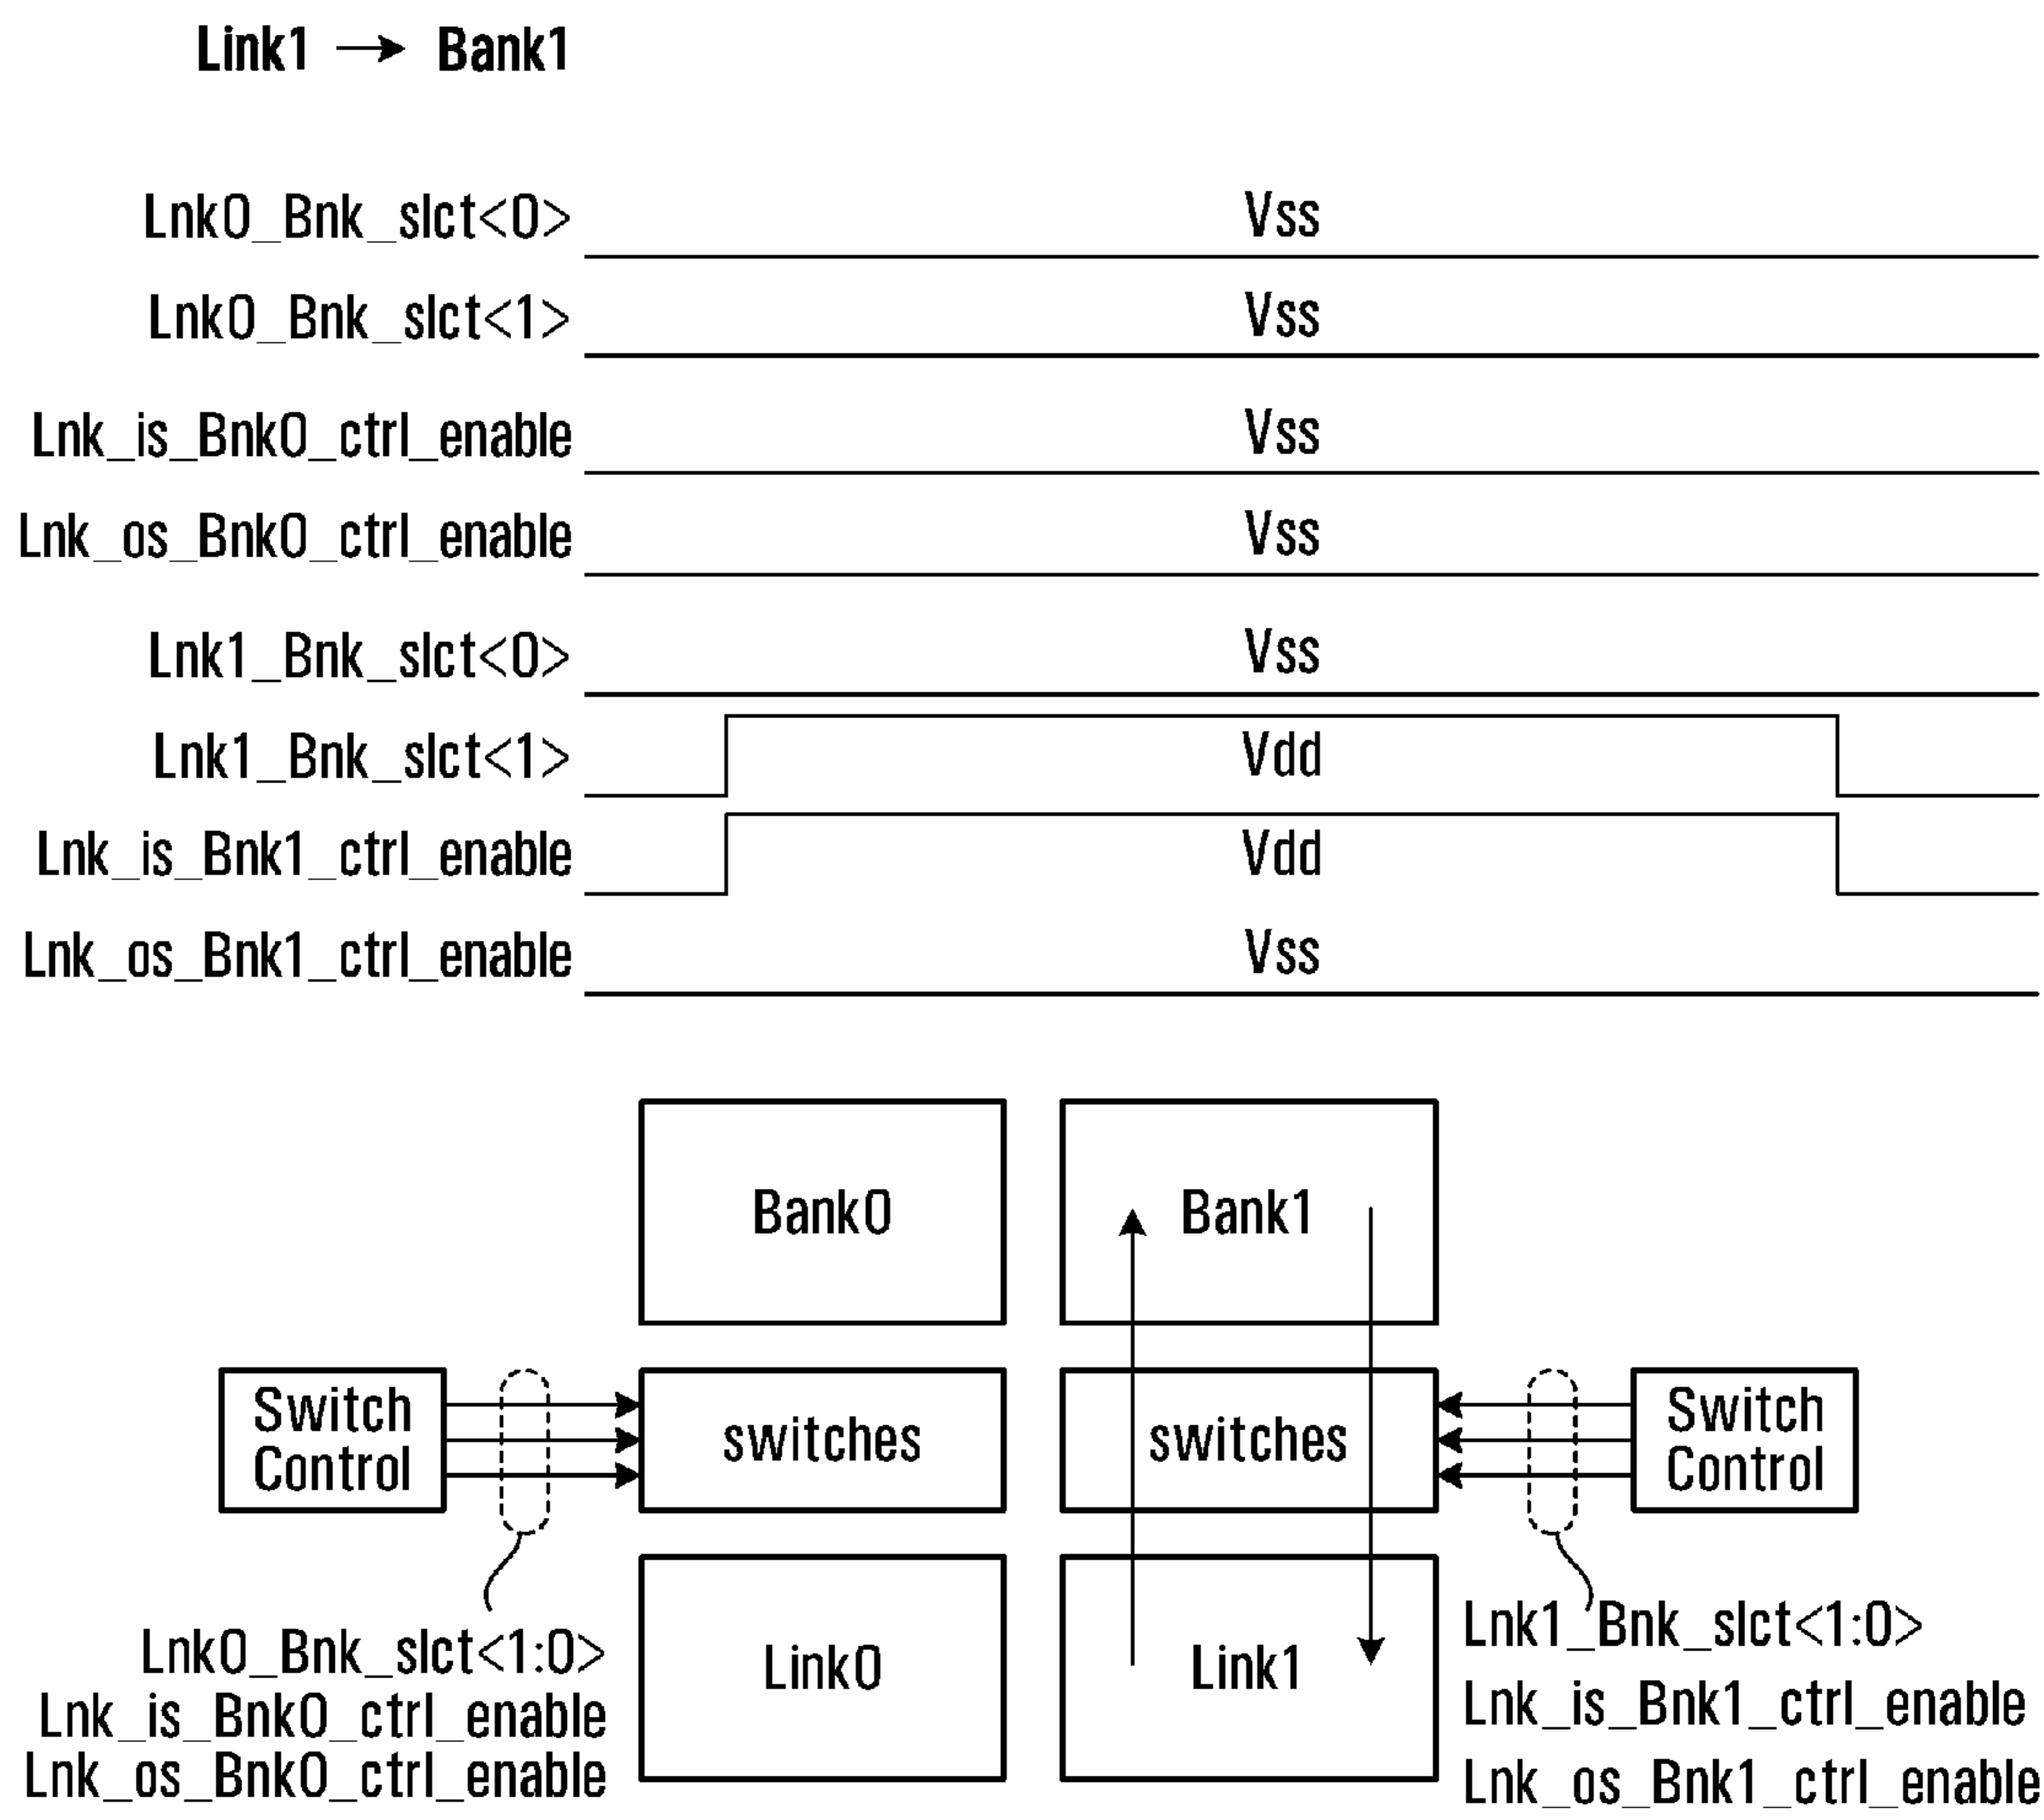 Link1 → Bank1
Lnk0_Bnk_slct<0>
Vss
Lnk0_Bnk_slct<1>
Vss
Lnk_is_Bnk0_ctrl_enable
Vss
Lnk_os_Bnk0_ctrl_enable
Vss
Lnk1_Bnk_slct<0>
Vss
Lnk1_Bnk_slct<1>
Vdd
Lnk_is_Bnk1_ctrl_enable
Vdd
Lnk_os_Bnk1_ctrl_enable
Vss
Bank0
Bank1
Switch
Control
switches
switches
Switch
Control
Link0
Link1
Lnk0_Bnk_slct<1:0>
Lnk_is_Bnk0_ctrl_enable
Lnk_os_Bnk0_ctrl_enable
Lnk1_Bnk_slct<1:0>
Lnk_is_Bnk1_ctrl_enable
Lnk_os_Bnk1_ctrl_enable